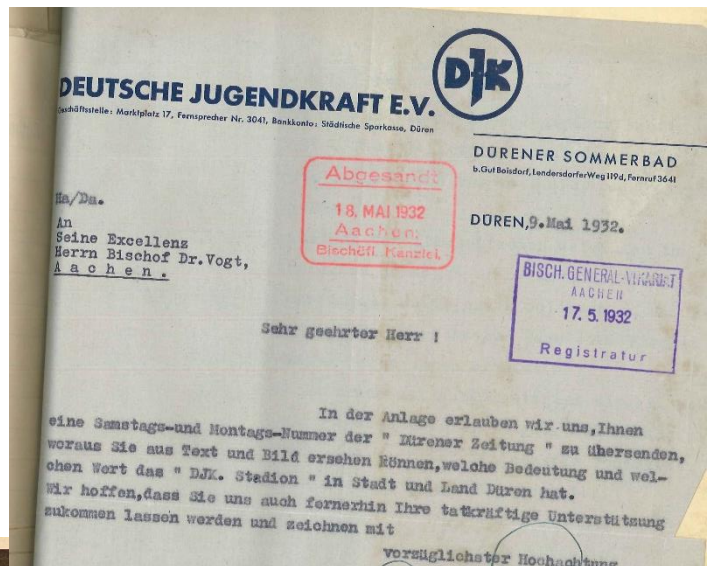 DJK
DEUTSCHE JUGENDKRAFT E.V.
Geschäftsstelle: Marktplatz 17, Fernsprecher Nr. 3041, Bankkonto: Städtische Sparkasse, Düren
DÜRENER SOMMERBAD
b.Gut Boisdorf, Lendersdorfer Weg 119d, Fernruf 3641
Abgesandt
18. MAI 1932
Aachen.
Bischöfl. Kanzlei.
Ha/Da.
DÜREN,9.Mai 1932.
An
Seine Excellenz
Herrn Bischof Dr.Vogt,
Aachen.
BISCH. GENERAL-VIKARIAT
AACHEN
17. 5. 1932
Registratur
Sehr geehrter Herr !
In der Anlage erlauben wir uns,Ihnen
eine Samstags-und Montags-Nummer der " Dürener Zeitung " zu übersenden,
woraus Sie aus Text und Bild ersehen können,welche Bedeutung und wel-
chen Wert das " DJK. Stadion " in Stadt und Land Düren hat.
Wir hoffen,dass Sie uns auch fernerhin Ihre tatkräftige Unterstützung
zukommen lassen werden und zeichnen mit
vorzüglichster Hochachtung